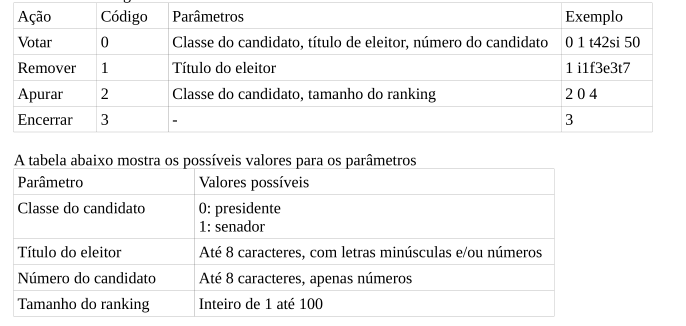 Ação Código Parâmetros Exemplo
Votar 0 Classe do candidato, título de eleitor, número do candidato 0 1 t42si 50
Remover 1 Título do eleitor 1 i1f3e3t7
Apurar 2 Classe do candidato, tamanho do ranking 2 0 4
Encerrar 3 - 3
A tabela abaixo mostra os possíveis valores para os parâmetros
Parâmetro Valores possíveis
Classe do candidato 0: presidente
1: senador
Título do eleitor Até 8 caracteres, com letras minúsculas e/ou números
Número do candidato Até 8 caracteres, apenas números
Tamanho do ranking Inteiro de 1 até 100